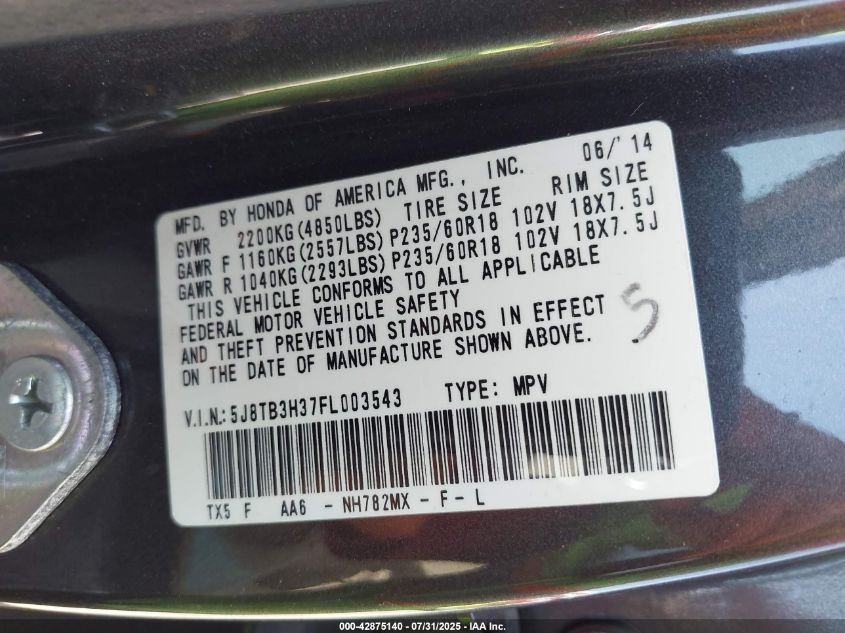 MFD. BY HONDA OF AMERICA MFG., INC. 06/'14
GVWR 2200KG(4850LBS) TIRE SIZE RIM SIZE
GAWR F 1160KG(2557LBS) P235/60R18 102V 18X7.5J
GAWR R 1040KG(2293LBS) P235/60R18 102V 18X7.5J
THIS VEHICLE CONFORMS TO ALL APPLICABLE
FEDERAL MOTOR VEHICLE SAFETY
AND THEFT PREVENTION STANDARDS IN EFFECT
ON THE DATE OF MANUFACTURE SHOWN ABOVE.
5
V.I.N.: 5J8TB3H37FL003543 TYPE: MPV
TX5 F AA6 - NH782MX - F - L
000-42875140 - 07/31/2025 - IAA Inc.